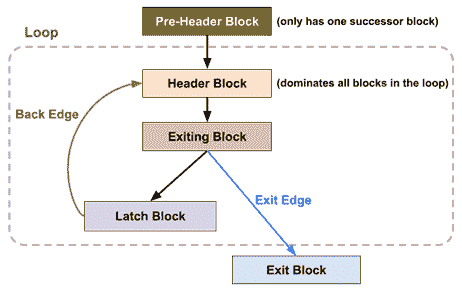 Pre-Header Block (only has one successor block)
Loop
Header Block (dominates all blocks in the loop)
Back Edge
Exiting Block
Exit Edge
Latch Block
Exit Block